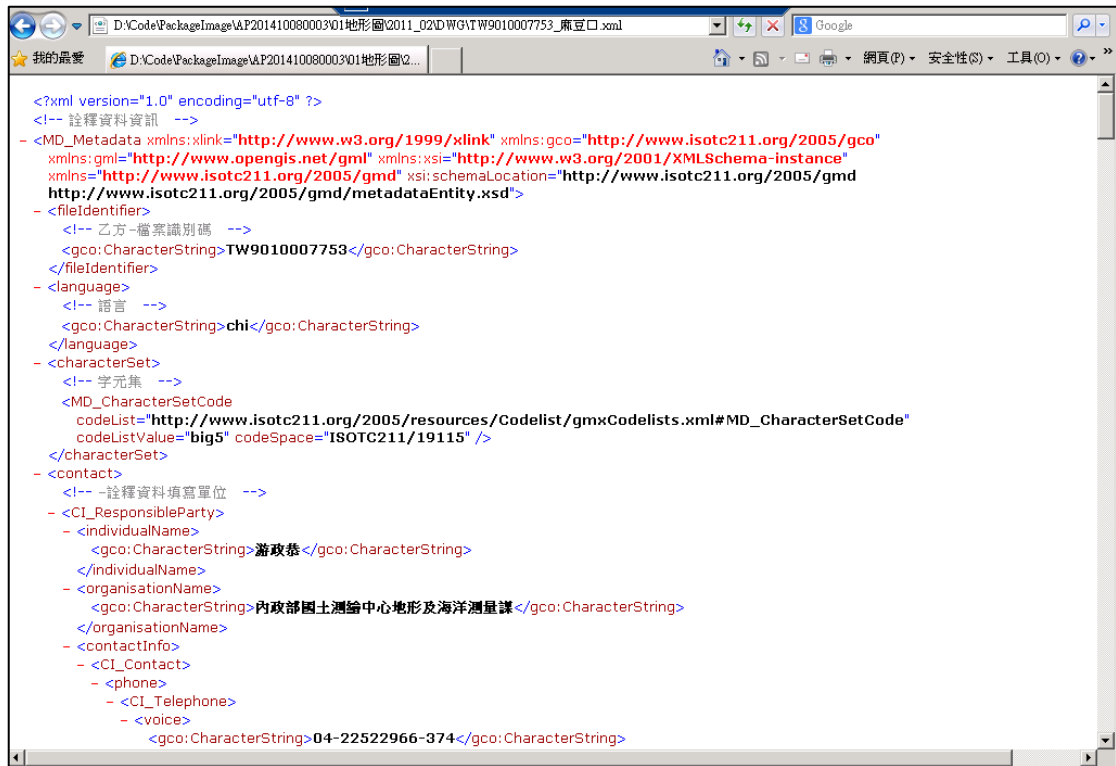 D:\Code\PackageImage\AP201410080003\01地形圖\2011_02\DWG\TW9010007753_麻豆口.xml
Google
我的最愛
D:\Code\PackageImage\AP201410080003\01地形圖\2...
網頁(P) 安全性(S) 工具(O)
<?xml version="1.0" encoding="utf-8" ?>
<!-- 詮釋資料資訊 -->
- <MD_Metadata xmlns:xlink="http://www.w3.org/1999/xlink" xmlns:gco="http://www.isotc211.org/2005/gco"
xmlns:gml="http://www.opengis.net/gml" xmlns:xsi="http://www.w3.org/2001/XMLSchema-instance"
xmlns="http://www.isotc211.org/2005/gmd" xsi:schemaLocation="http://www.isotc211.org/2005/gmd
http://www.isotc211.org/2005/gmd/metadataEntity.xsd">
- <fileIdentifier>
<!-- 乙方-檔案識別碼 -->
<gco:CharacterString>TW9010007753</gco:CharacterString>
</fileIdentifier>
- <language>
<!-- 語言 -->
<gco:CharacterString>chi</gco:CharacterString>
</language>
- <characterSet>
<!-- 字元集 -->
<MD_CharacterSetCode
codeList="http://www.isotc211.org/2005/resources/Codelist/gmxCodelists.xml#MD_CharacterSetCode"
codeListValue="big5" codeSpace="ISOTC211/19115" />
</characterSet>
- <contact>
<!-- -詮釋資料填寫單位 -->
- <CI_ResponsibleParty>
- <individualName>
<gco:CharacterString>游政恭</gco:CharacterString>
</individualName>
- <organisationName>
<gco:CharacterString>內政部國土測繪中心地形及海洋測量課</gco:CharacterString>
</organisationName>
- <contactInfo>
- <CI_Contact>
- <phone>
- <CI_Telephone>
- <voice>
<gco:CharacterString>04-22522966-374</gco:CharacterString>